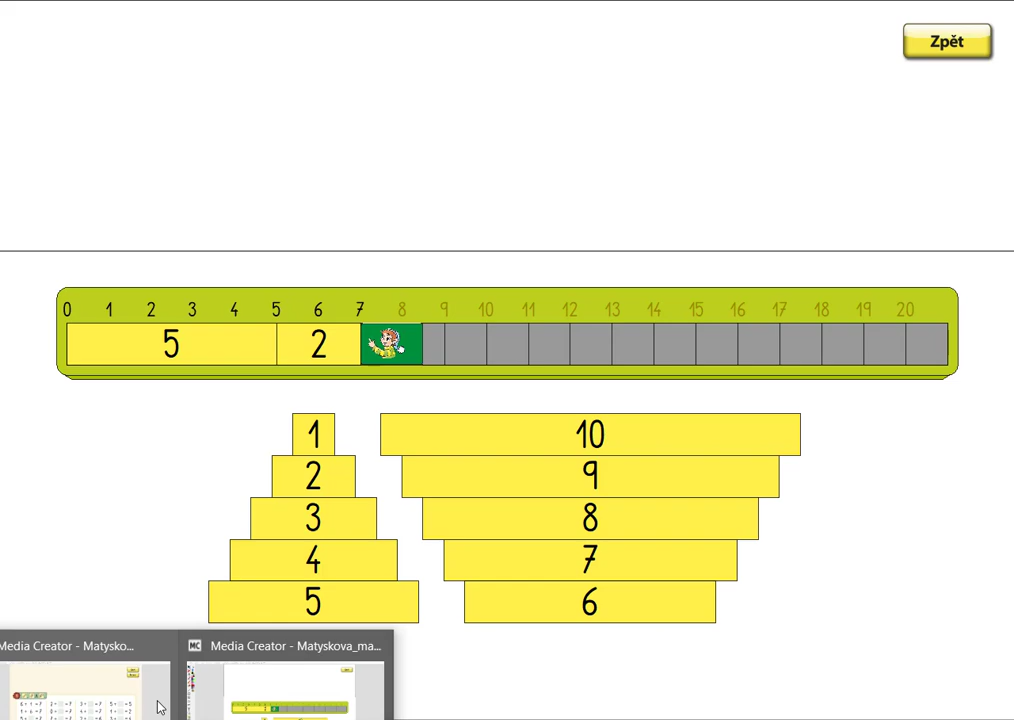 Zpět
0 1 2 3 4 5 6 7 8 9 10 11 12 13 14 15 16 17 18 19 20
5 2
1 10
2 9
3 8
4 7
5 6
Media Creator - Matysko... MC Media Creator - Matyskova_ma...